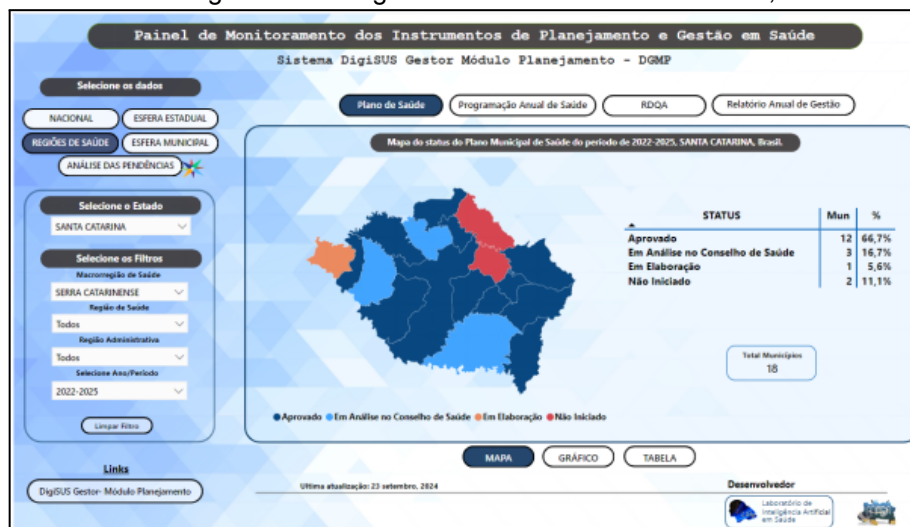 Painel de Monitoramento dos Instrumentos de Planejamento e Gestão em Saúde
Sistema DigiSUS Gestor Módulo Planejamento - DGMP
Selecione os dados
NACIONAL
ESFERA ESTADUAL
REGIÕES DE SAÚDE
ESFERA MUNICIPAL
ANÁLISE DAS PENDÊNCIAS
Plano de Saúde
Programação Anual de Saúde
RDQA
Relatório Anual de Gestão
Selecione o Estado
SANTA CATARINA
Selecione os Filtros
Macrorregião de Saúde
SERRA CATARINENSE
Região de Saúde
Todos
Região Administrativa
Todos
Selecione Ano/Período
2022-2025
Limpar Filtro
Links
DigiSUS Gestor- Módulo Planejamento
Mapa do status do Plano Municipal de Saúde do período de 2022-2025, SANTA CATARINA, Brasil.
STATUS Mun %
Aprovado 12 66,7%
Em Análise no Conselho de Saúde 3 16,7%
Em Elaboração 1 5,6%
Não Iniciado 2 11,1%
Total Municípios
18
Aprovado Em Análise no Conselho de Saúde Em Elaboração Não Iniciado
MAPA
GRÁFICO
TABELA
Ultima atualização: 23 setembro, 2024
Desenvolvedor
Laboratório de
Inteligência Artificial
em Saúde